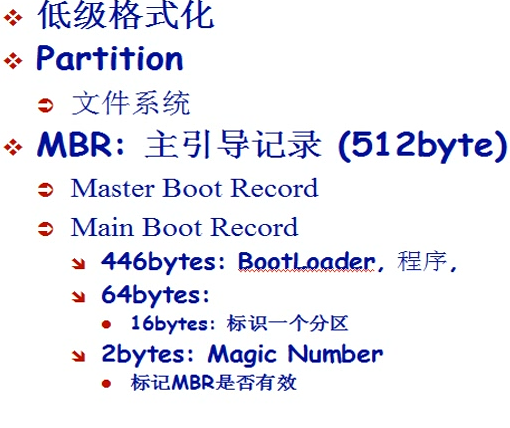 低级格式化
Partition
文件系统
MBR: 主引导记录 (512byte)
Master Boot Record
Main Boot Record
446bytes: BootLoader, 程序,
64bytes:
16bytes: 标识一个分区
2bytes: Magic Number
标记MBR是否有效